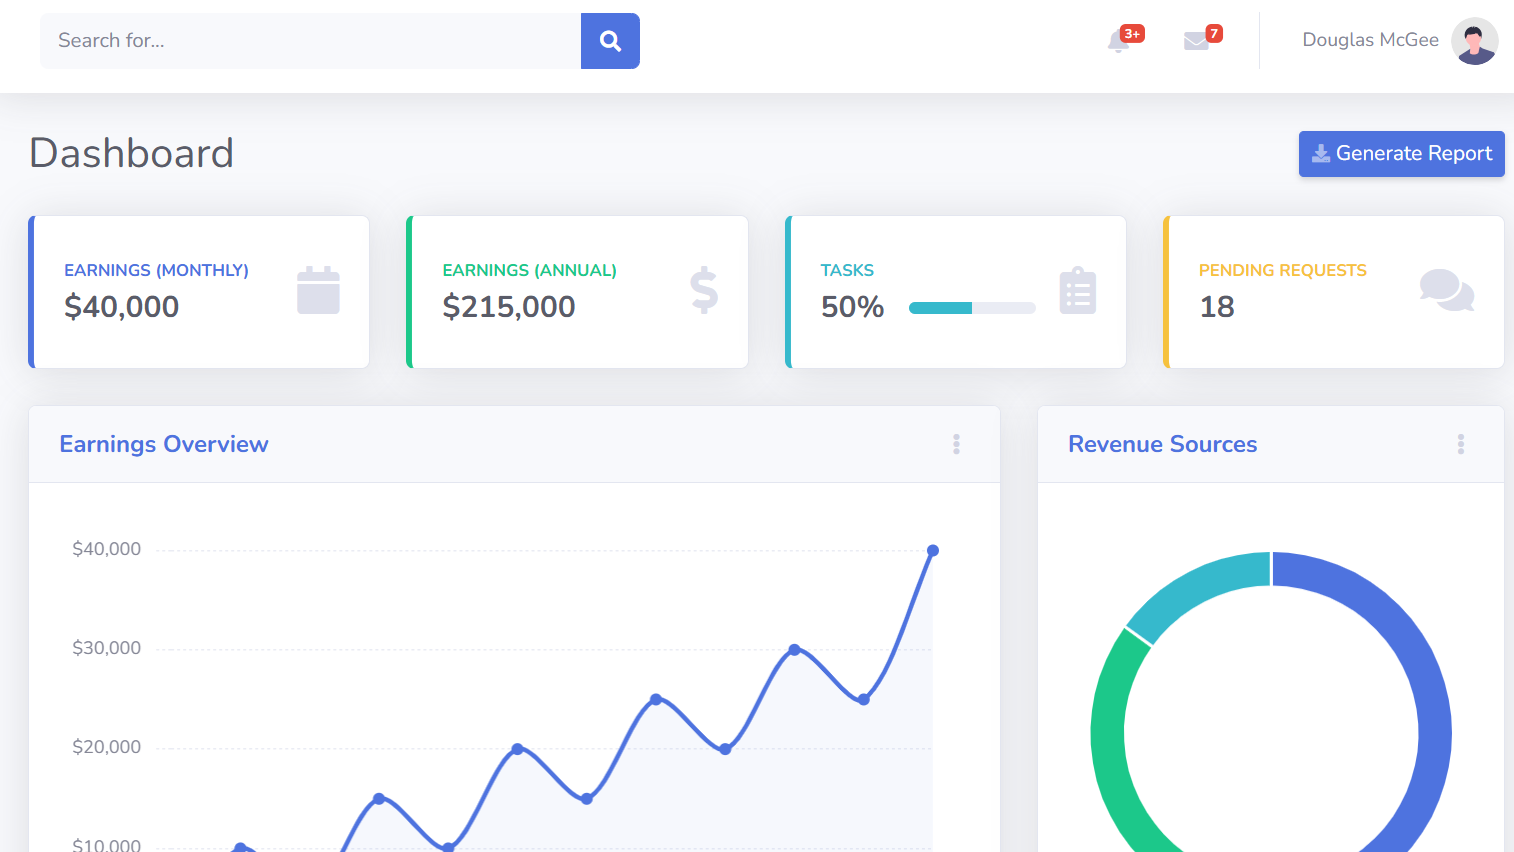 Search for...
3+
7
Douglas McGee
Dashboard
Generate Report
EARNINGS (MONTHLY)
$40,000
EARNINGS (ANNUAL)
$215,000
TASKS
50%
PENDING REQUESTS
18
Earnings Overview
Revenue Sources
$40,000
$30,000
$20,000
$10,000